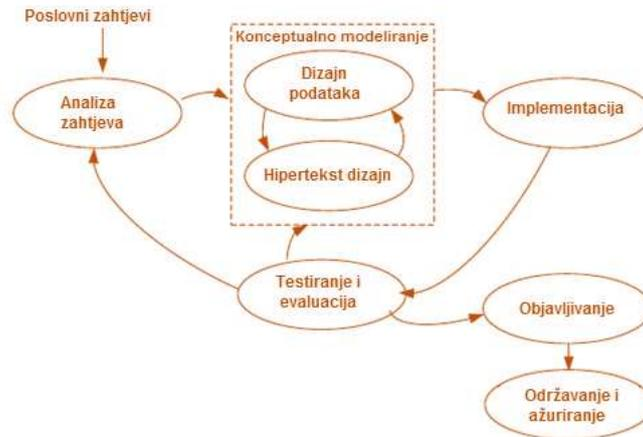 Poslovni zahtjevi
Konceptualno modeliranje
Dizajn
podataka
Analiza
zahtjeva
Implementacija
Hipertekst dizajn
Testiranje i
evaluacija
Objavljivanje
Održavanje i
ažuriranje